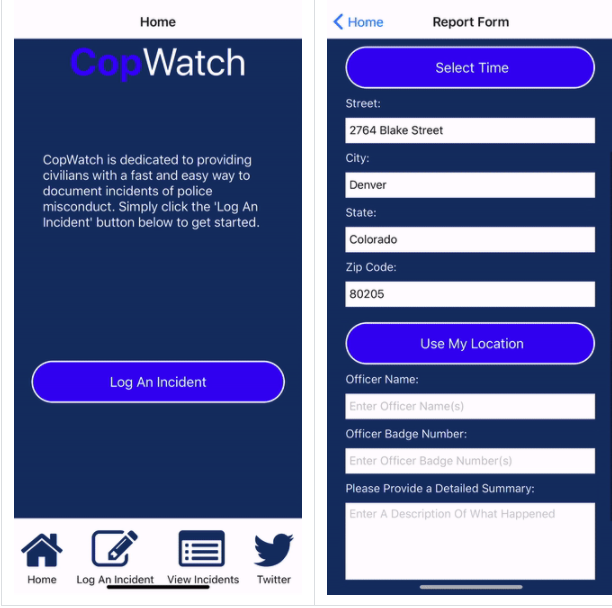 Home
CopWatch
CopWatch is dedicated to providing
civilians with a fast and easy way to
document incidents of police
misconduct. Simply click the 'Log An
Incident' button below to get started.
Log An Incident
Home
Log An Incident
View Incidents
Twitter
Home
Report Form
Select Time
Street:
2764 Blake Street
City:
Denver
State:
Colorado
Zip Code:
80205
Use My Location
Officer Name:
Enter Officer Name(s)
Officer Badge Number:
Enter Officer Badge Number(s)
Please Provide a Detailed Summary:
Enter A Description Of What Happened